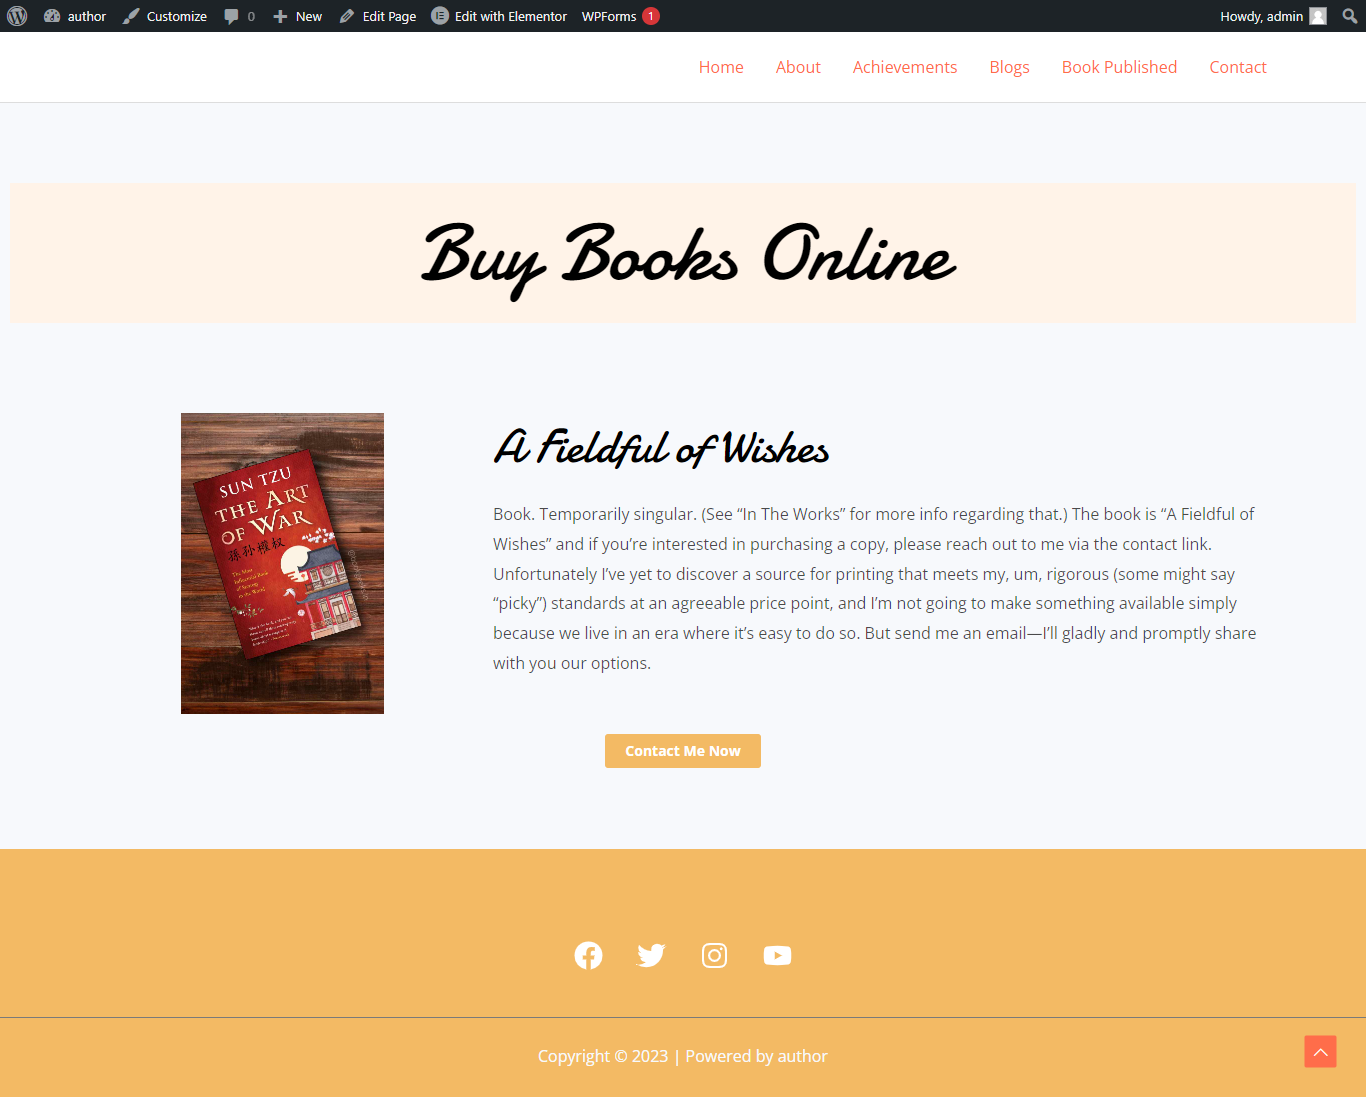 author
Customize
0
New
Edit Page
Edit with Elementor
WPForms 1
Howdy, admin
Home
About
Achievements
Blogs
Book Published
Contact
Buy Books Online
SUN TZU
THE ART
OF WAR
A Fieldful of Wishes
Book. Temporarily singular. (See “In The Works” for more info regarding that.) The book is “A Fieldful of
Wishes” and if you’re interested in purchasing a copy, please reach out to me via the contact link.
Unfortunately I’ve yet to discover a source for printing that meets my, um, rigorous (some might say
“picky”) standards at an agreeable price point, and I’m not going to make something available simply
because we live in an era where it’s easy to do so. But send me an email—I’ll gladly and promptly share
with you our options.
Contact Me Now
Copyright © 2023 | Powered by author